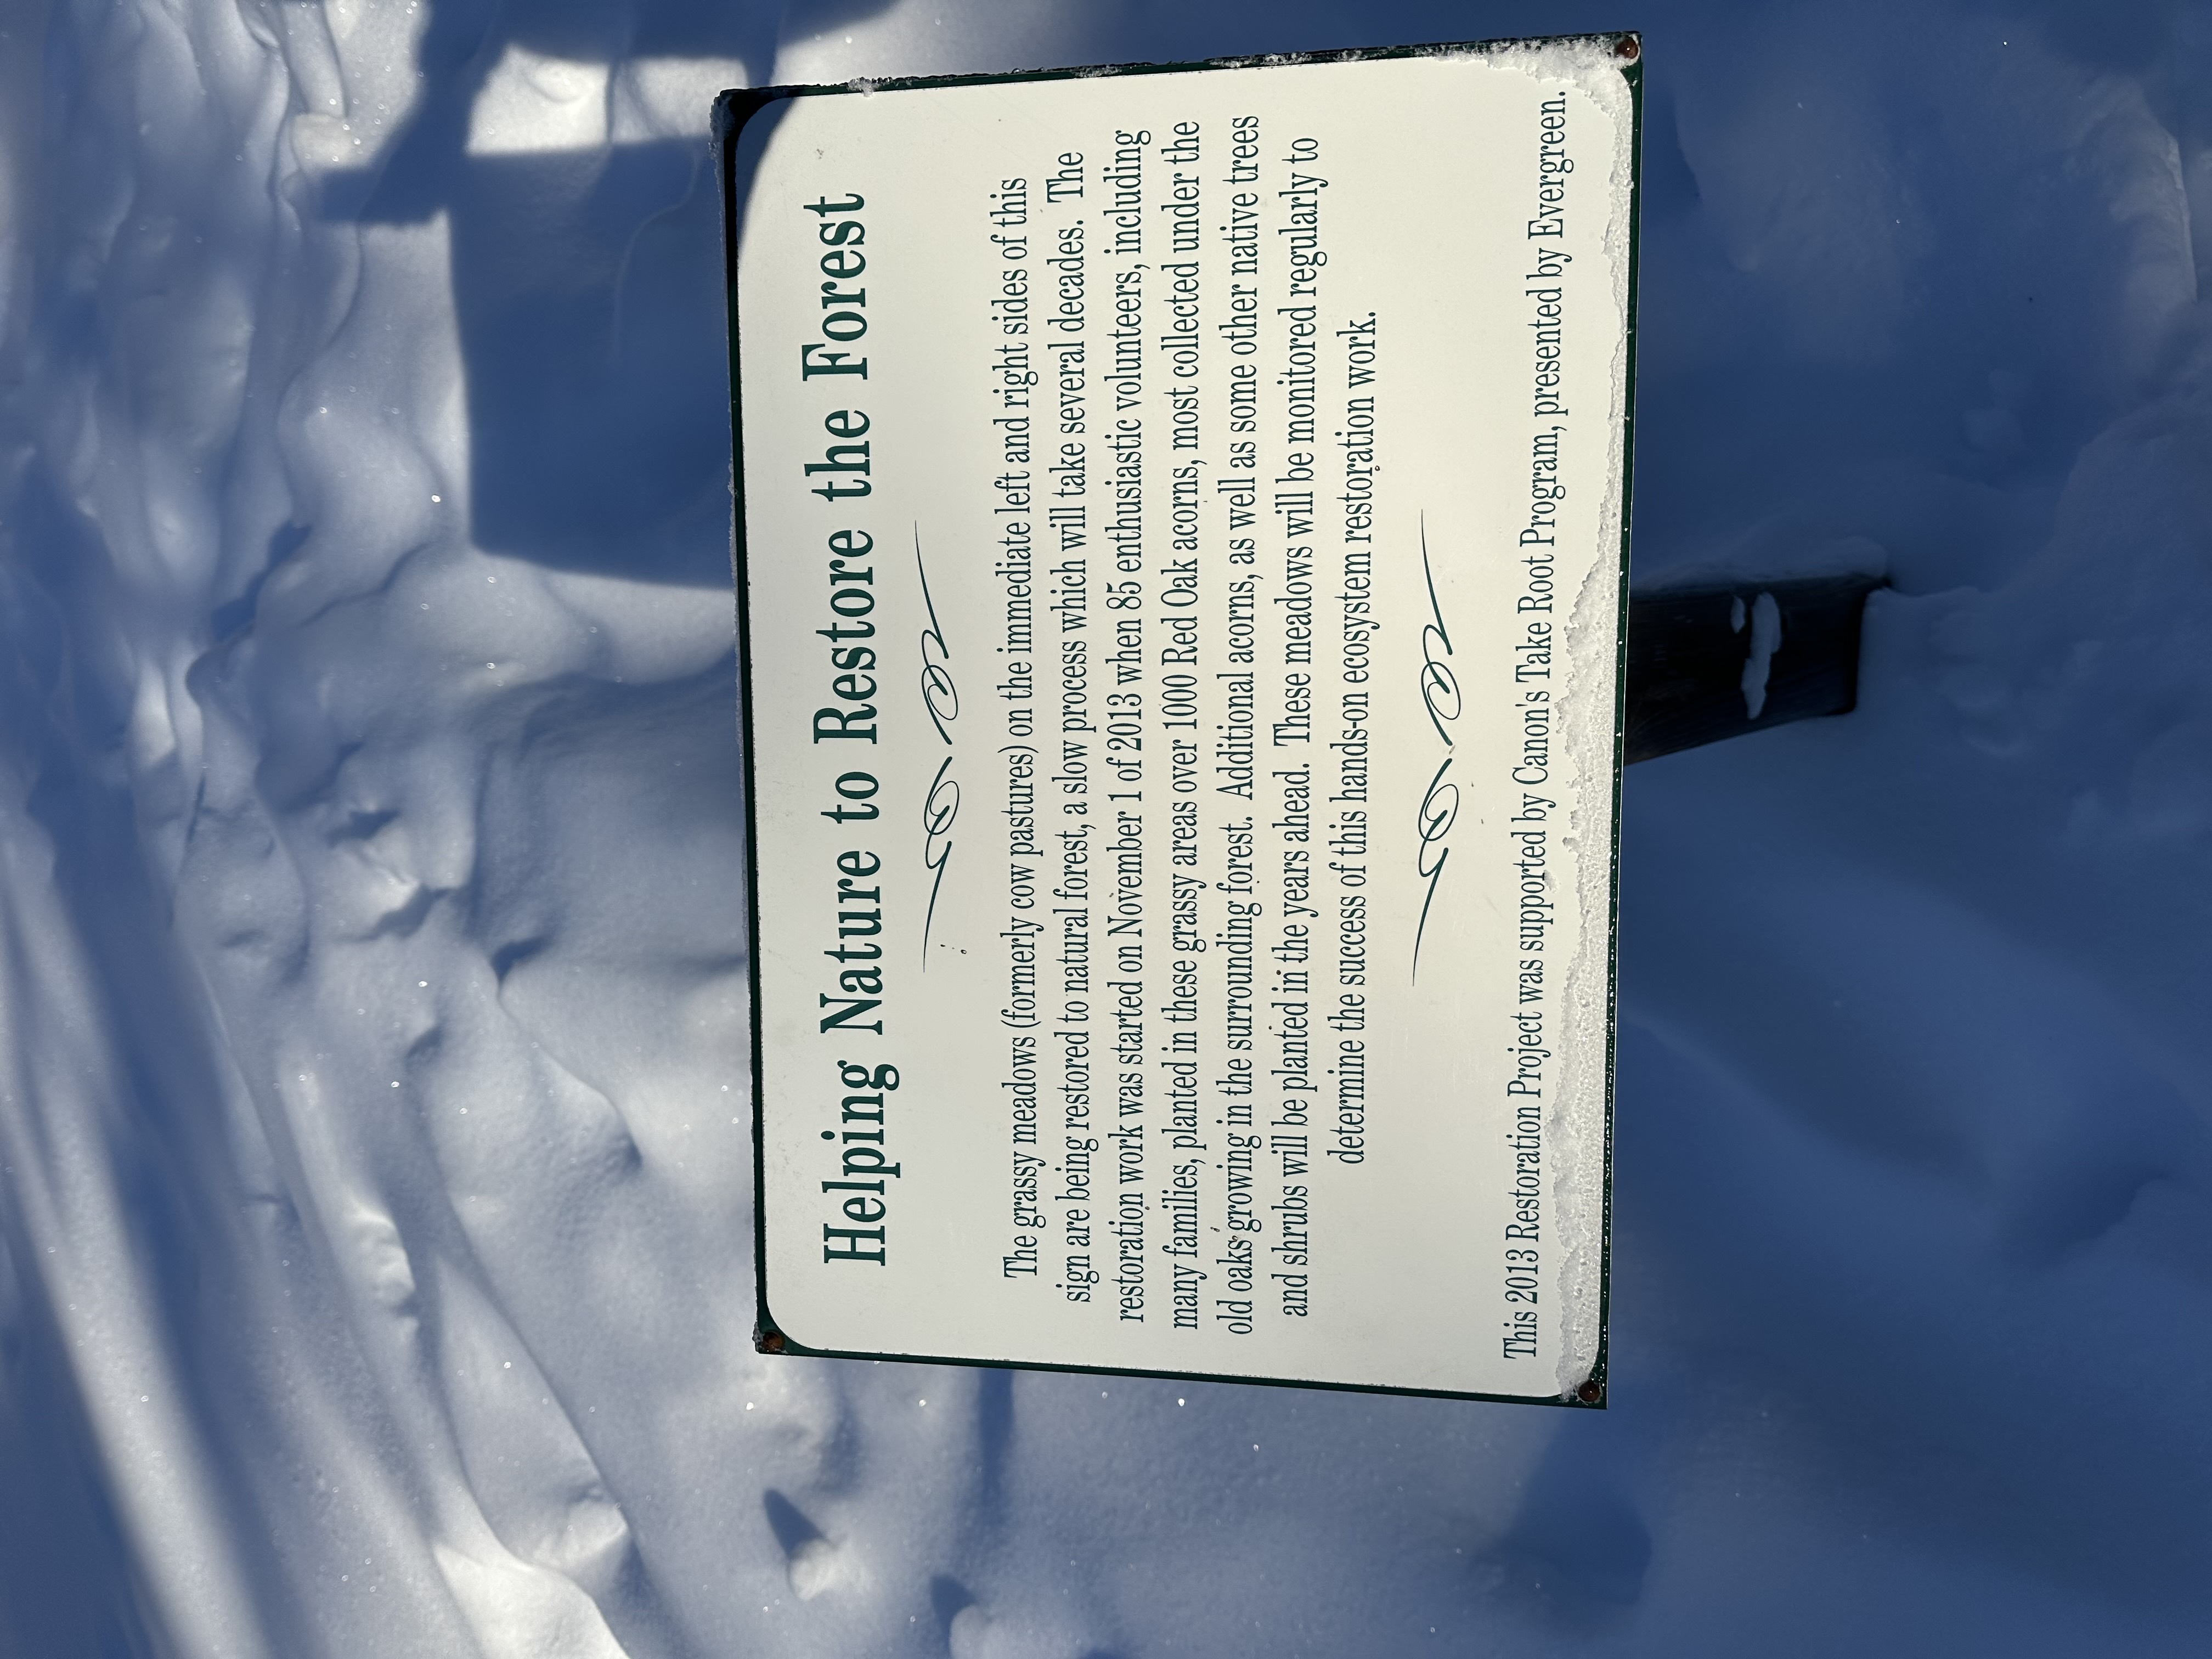 Helping Nature to Restore the Forest
The grassy meadows (formerly cow pastures) on the immediate left and right sides of this
sign are being restored to natural forest, a slow process which will take several decades. The
restoration work was started on November 1 of 2013 when 85 enthusiastic volunteers, including
many families, planted in these grassy areas over 1000 Red Oak acorns, most collected under the
old oaks growing in the surrounding forest. Additional acorns, as well as some other native trees
and shrubs will be planted in the years ahead. These meadows will be monitored regularly to
determine the success of this hands-on ecosystem restoration work.
This 2013 Restoration Project was supported by Canon's Take Root Program, presented by Evergreen.